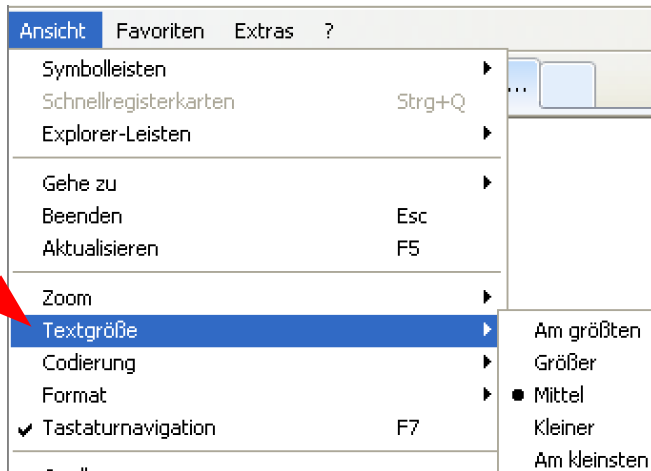 Ansicht Favoriten Extras ?
Symbolleisten
...
Schnellregisterkarten Strg+Q
Explorer-Leisten
Gehe zu
Beenden Esc
Aktualisieren F5
Zoom
Textgröße
Am größten
Codierung
Größer
Format
Mittel
Tastaturnavigation F7
Kleiner
Am kleinsten